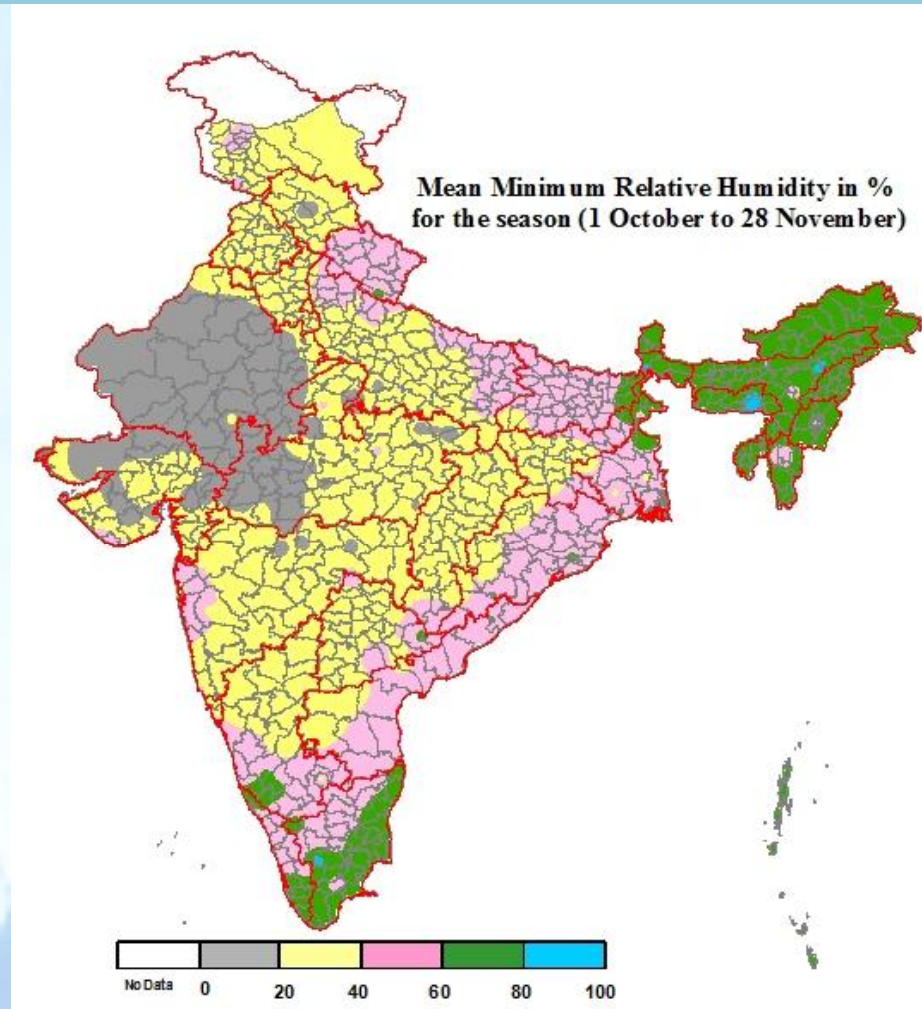 Mean Minimum Relative Humidity in %
for the season (1 October to 28 November)
No Data 0 20 40 60 80 100